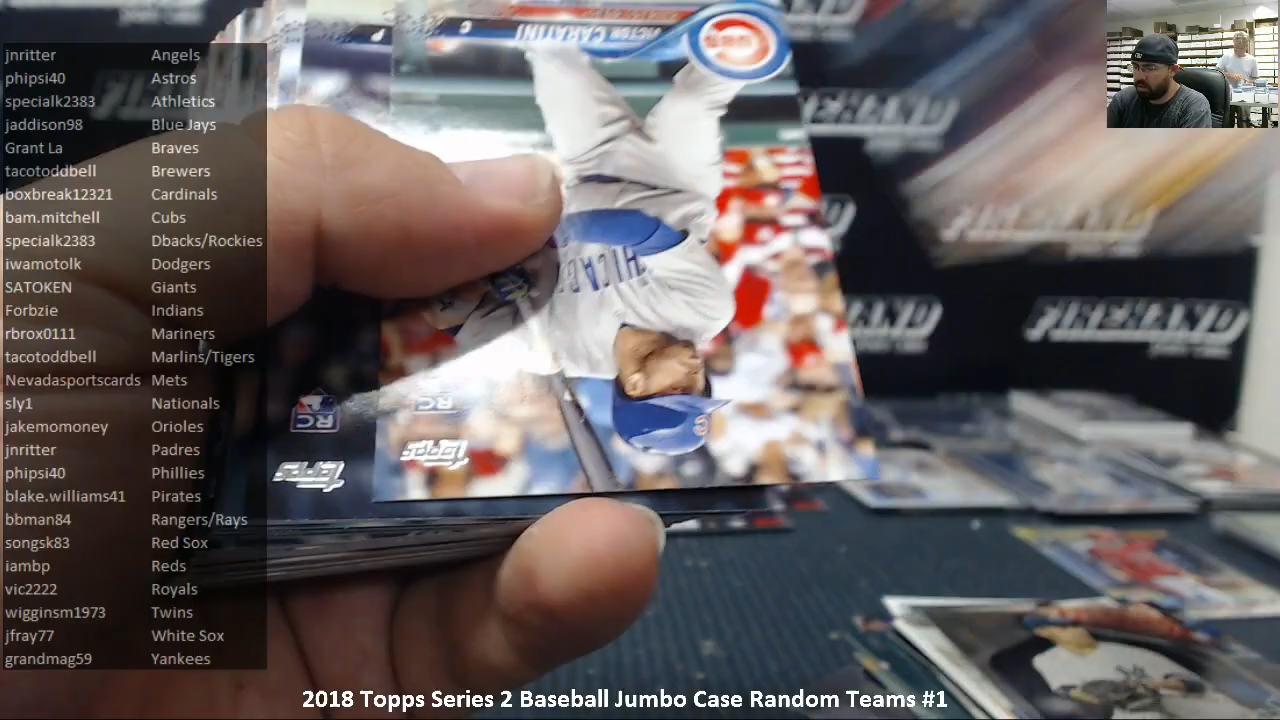 jnritter Angels
phipsi40 Astros
specialk2383 Athletics
jaddison98 Blue Jays
Grant La Braves
tacotoddbell Brewers
boxbreak12321 Cardinals
bam.mitchell Cubs
specialk2383 Dbacks/Rockies
iwamotolk Dodgers
SATOKEN Giants
Forbzie Indians
rbrox0111 Mariners
tacotoddbell Marlins/Tigers
Nevadasportscards Mets
sly1 Nationals
jakemomoney Orioles
jnritter Padres
phipsi40 Phillies
blake.williams41 Pirates
bbman84 Rangers/Rays
songsk83 Red Sox
iambp Reds
vic2222 Royals
wigginsm1973 Twins
jfray77 White Sox
grandmag59 Yankees
VICTOR CARATINI
C
CUBS
CHICAGO
RC
RC
TOPPS
TOPPS
FIREHAND
2018 Topps Series 2 Baseball Jumbo Case Random Teams #1